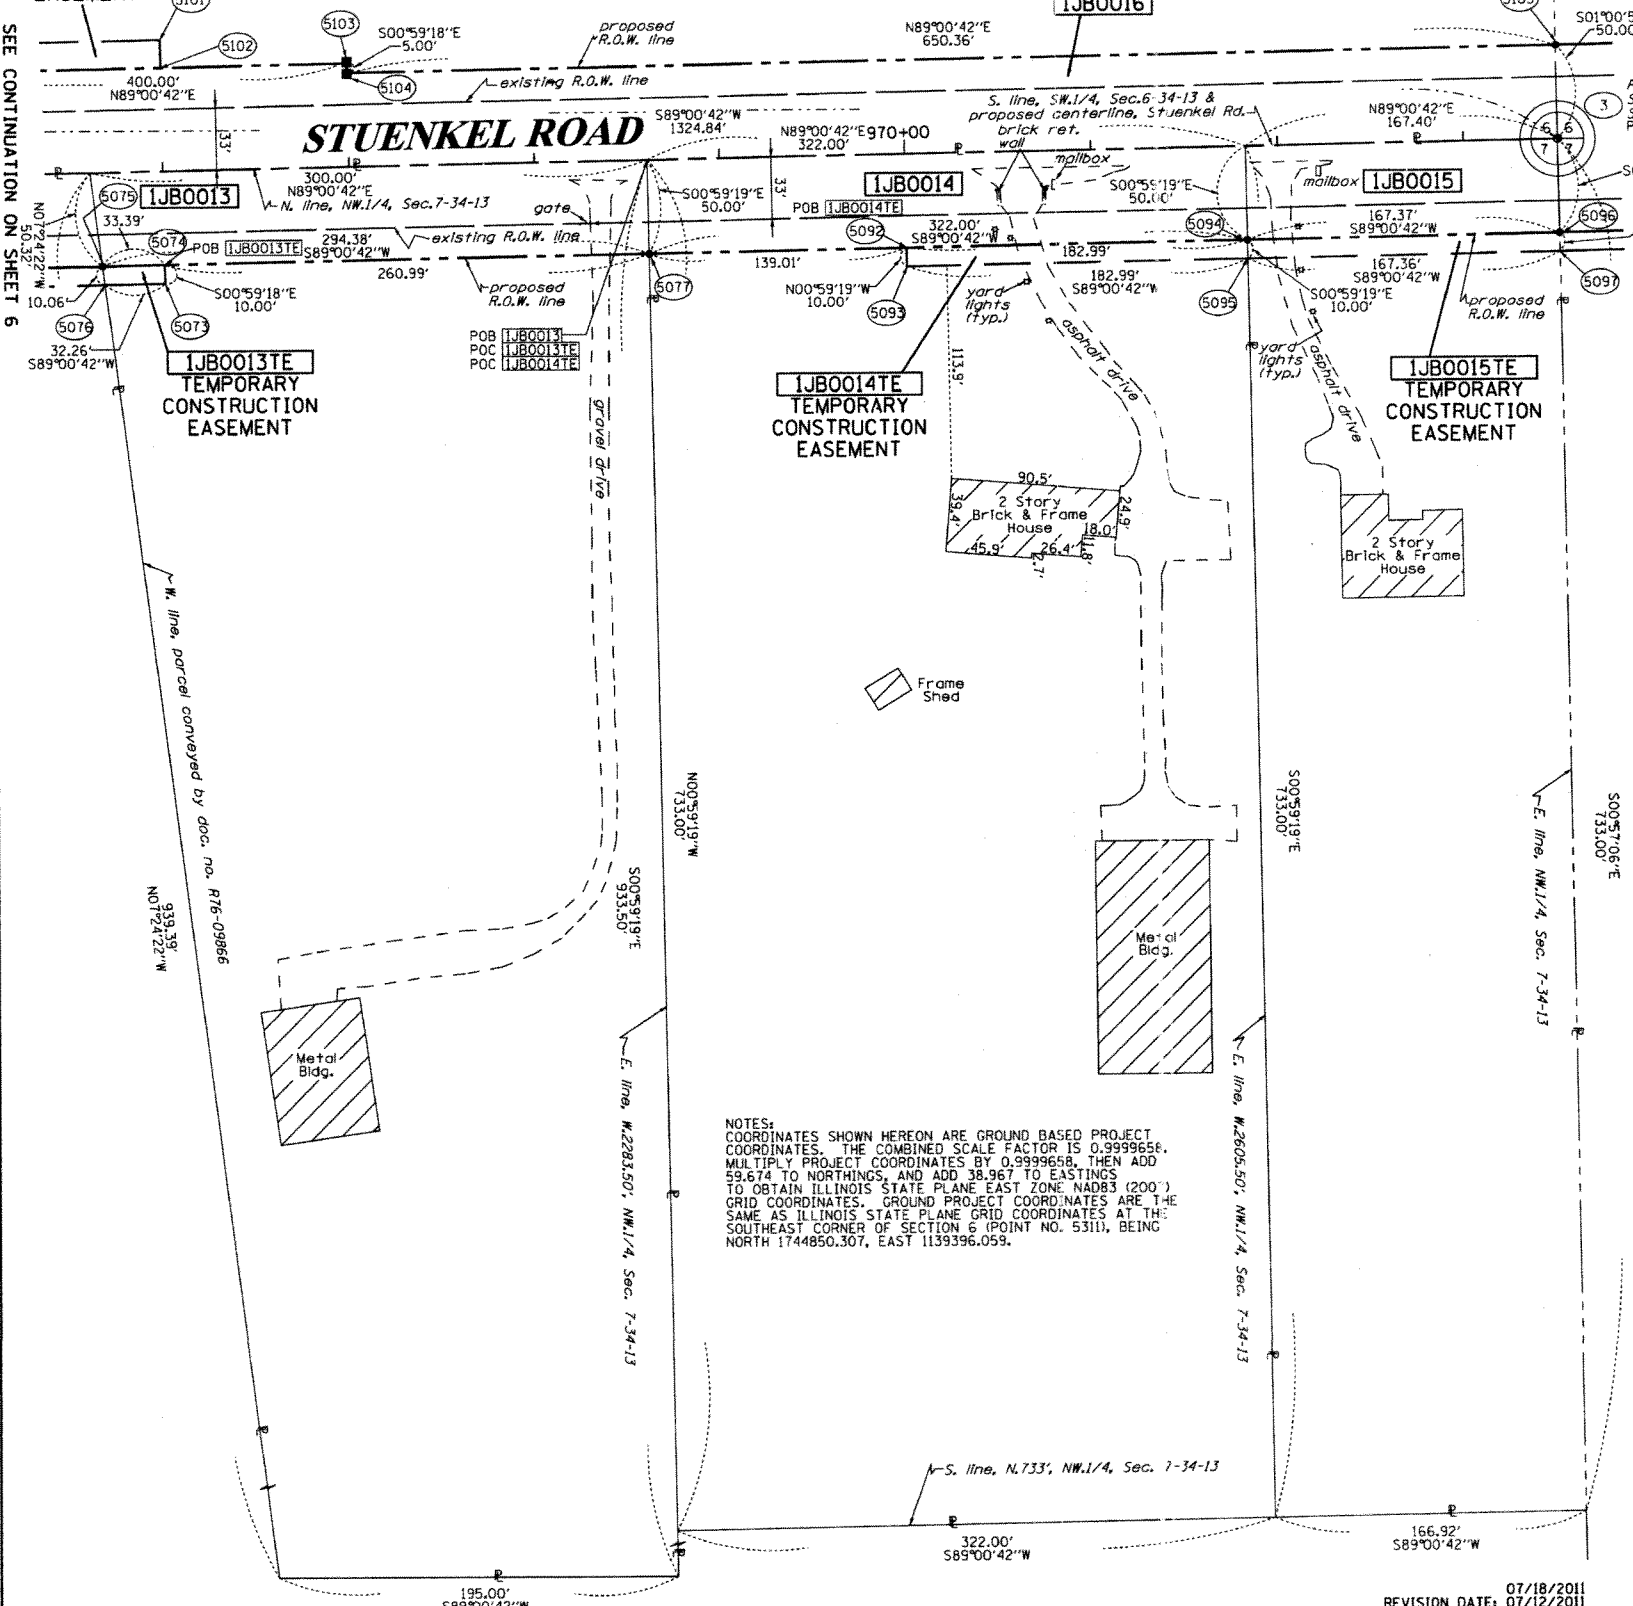 SEE CONTINUATION ON SHEET 6
5102
5103
S00°59'18"E
5.00'
5104
proposed
R.O.W. line
N89°00'42"E
650.36'
1JB0016
400.00'
N89°00'42"E
existing R.O.W. line
33'
STUENKEL ROAD
S89°00'42"W
1324.84'
N89°00'42"E
322.00'
970+00
S. line, SW.1/4, Sec.6-34-13 &
proposed centerline, Stuenkel Rd.
brick ret.
wall
mailbox
N89°00'42"E
167.40'
3
6 6
7 7
300.00'
N89°00'42"E
N. line, NW.1/4, Sec.7-34-13
5075
1JB0013
33.39'
N07°24'22"W
50.32'
5074
POB 1JB0013TE
294.38'
S89°00'42"W
existing R.O.W. line
gate
S00°59'19"E
50.00'
33'
1JB0014
POB 1JB0014TE
S00°59'19"E
50.00'
mailbox
1JB0015
5092
322.00'
S89°00'42"W
5094
167.37'
S89°00'42"W
5096
10.06'
5076
5073
S00°59'18"E
10.00'
260.99'
proposed
R.O.W. line
5077
139.01'
N00°59'19"W
10.00'
5093
182.99'
182.99'
S89°00'42"W
5095
167.36'
S89°00'42"W
S00°59'19"E
10.00'
proposed
R.O.W. line
5097
32.26'
S89°00'42"W
1JB0013TE
TEMPORARY
CONSTRUCTION
EASEMENT
POB 1JB0013
POC 1JB0013TE
POC 1JB0014TE
yard
lights
(typ.)
asphalt drive
1JB0014TE
TEMPORARY
CONSTRUCTION
EASEMENT
yard
lights
(typ.)
asphalt drive
1JB0015TE
TEMPORARY
CONSTRUCTION
EASEMENT
113.9'
gravel drive
90.5'
39.4'
2 Story
Brick & Frame
House
24.9'
18.0'
11.8'
45.9'
26.4'
2.7'
2 Story
Brick & Frame
House
W. line, parcel conveyed by doc. no. R76-09866
Frame
Shed
N00°59'19"W
733.00'
S00°59'19"E
733.00'
S00°57'06"E
733.00'
E. line, NW.1/4, Sec. 7-34-13
939.39'
N07°24'22"W
S00°59'19"E
933.50'
Metal
Bldg.
Metal
Bldg.
E. line, W.2283.50', NW.1/4, Sec. 7-34-13
E. line, W.2605.50', NW.1/4, Sec. 7-34-13
NOTES:
COORDINATES SHOWN HEREON ARE GROUND BASED PROJECT
COORDINATES. THE COMBINED SCALE FACTOR IS 0.9999658.
MULTIPLY PROJECT COORDINATES BY 0.9999658, THEN ADD
59.674 TO NORTHINGS, AND ADD 38.967 TO EASTINGS
TO OBTAIN ILLINOIS STATE PLANE EAST ZONE NAD83
GRID COORDINATES. GROUND PROJECT COORDINATES ARE THE
SAME AS ILLINOIS STATE PLANE GRID COORDINATES AT THE
SOUTHEAST CORNER OF SECTION 6 (POINT NO. 5311), BEING
NORTH 1744850.307, EAST 1139396.059.
S. line, N.733', NW.1/4, Sec. 7-34-13
322.00'
S89°00'42"W
166.92'
S89°00'42"W
195.00'
S89°00'42"W
07/18/2011
REVISION DATE: 07/12/2011